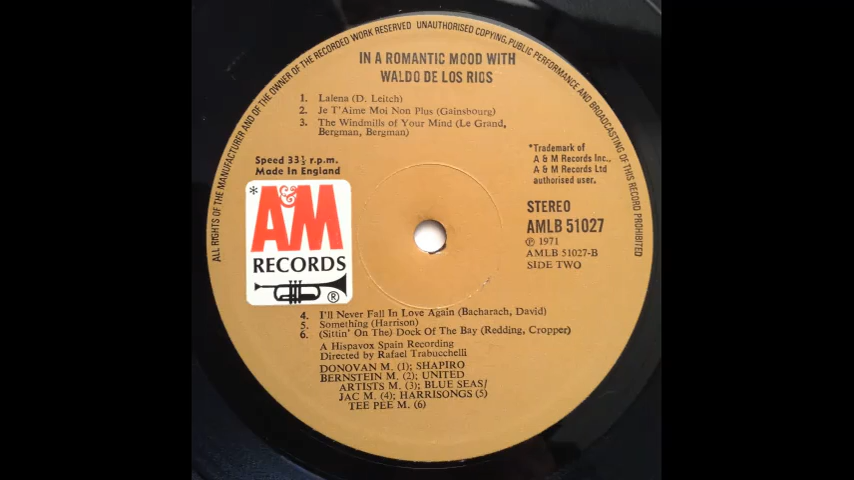 ALL RIGHTS OF THE MANUFACTURER AND OF THE OWNER OF THE RECORDED WORK RESERVED UNAUTHORISED COPYING, PUBLIC PERFORMANCE AND BROADCASTING OF THIS RECORD PROHIBITED
IN A ROMANTIC MOOD WITH
WALDO DE LOS RIOS
1. Lalena (D. Leitch)
2. Je T'Aime Moi Non Plus (Gainsbourg)
3. The Windmills of Your Mind (Le Grand,
Bergman, Bergman)
Speed 33⅓ r.p.m.
Made in England
*Trademark of
A & M Records Inc.,
A & M Records Ltd
authorised user.
* A&M
RECORDS
®
STEREO
AMLB 51027
℗ 1971
AMLB 51027-B
SIDE TWO
4. I'll Never Fall In Love Again (Bacharach, David)
5. Something (Harrison)
6. (Sittin' On The) Dock Of The Bay (Redding, Cropper)
A Hispavox Spain Recording
Directed by Rafael Trabucchelli
DONOVAN M. (1); SHAPIRO
BERNSTEIN M. (2); UNITED
ARTISTS M. (3); BLUE SEAS/
JAC M. (4); HARRISONGS (5)
TEE PEE M. (6)